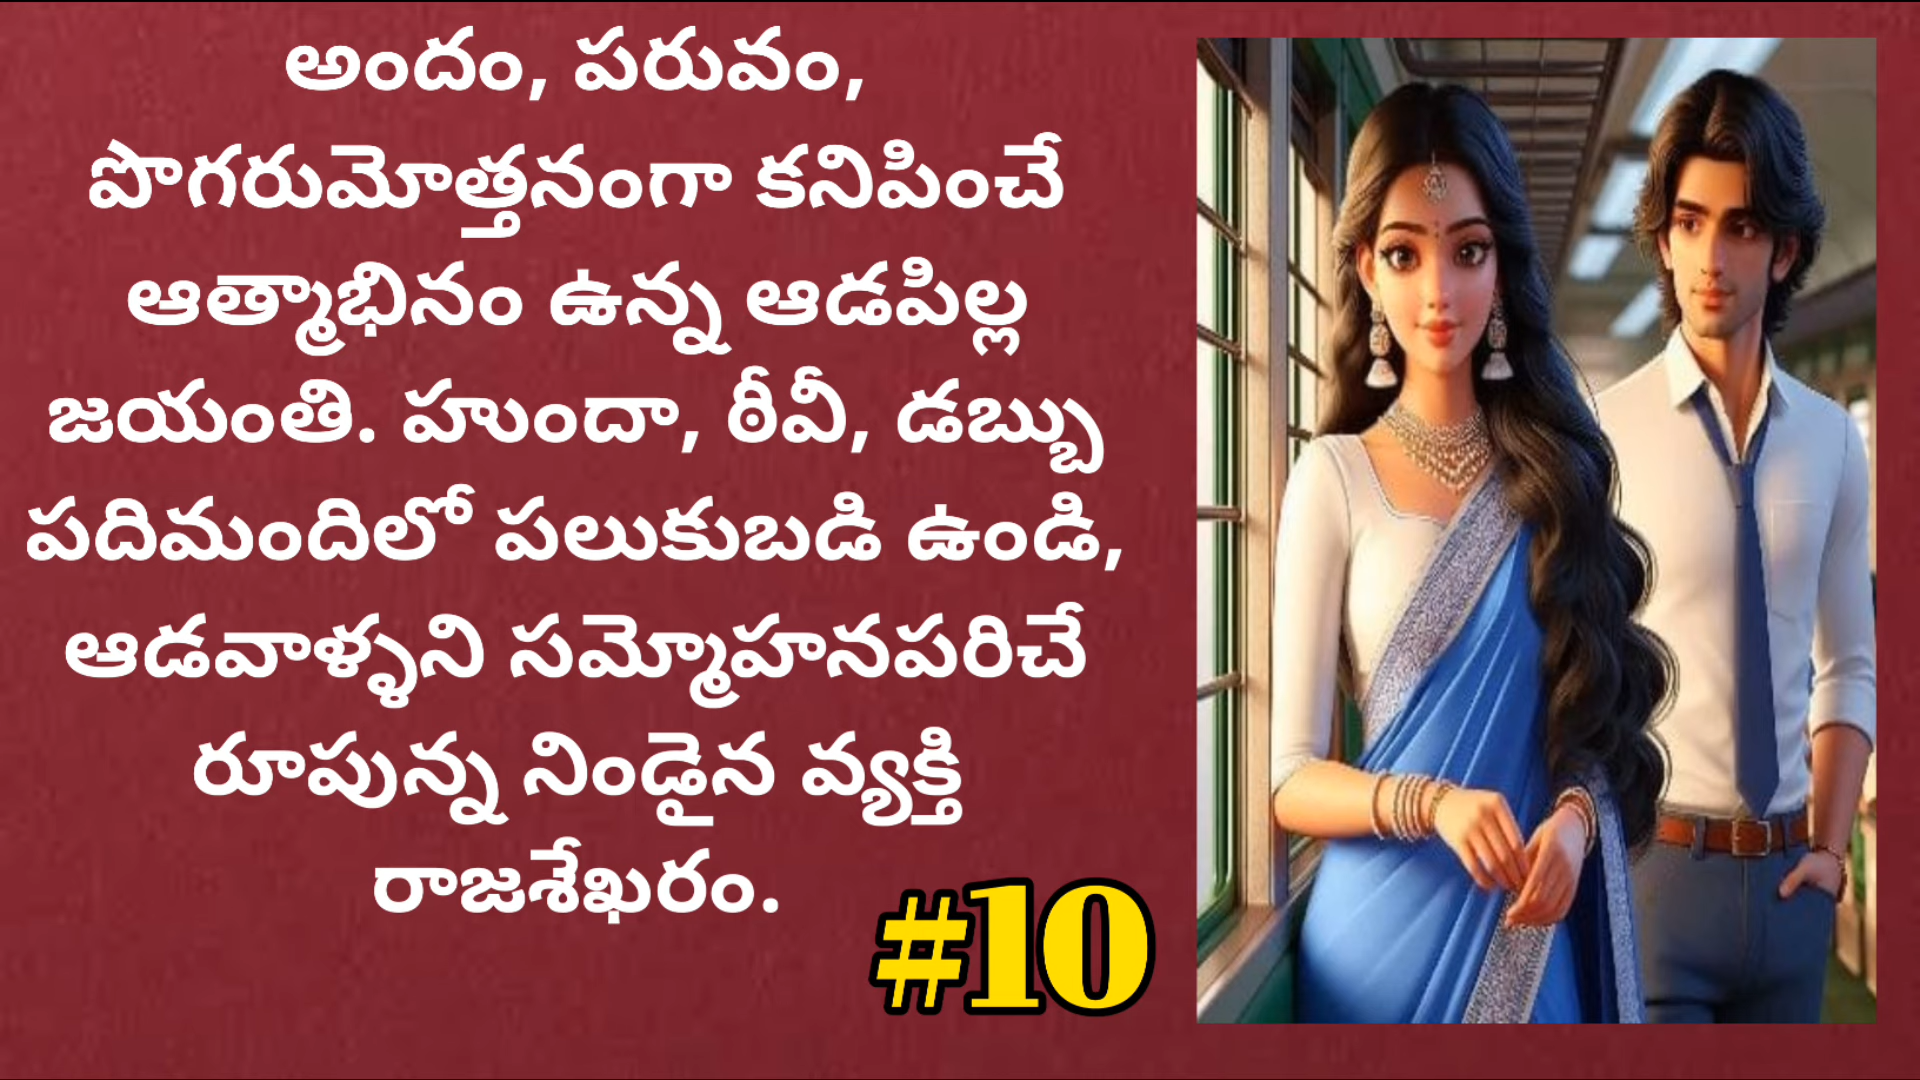 అందం, పరువం,
పొగరుమోత్తనంగా కనిపించే
ఆత్మాభినం ఉన్న ఆడపిల్ల
జయంతి. హుందా, ఠీవీ, డబ్బు
పదిమందిలో పలుకుబడి ఉండి,
ఆడవాళ్ళని సమ్మోహనపరిచే
రూపున్న నిండైన వ్యక్తి
రాజశేఖరం.
#10